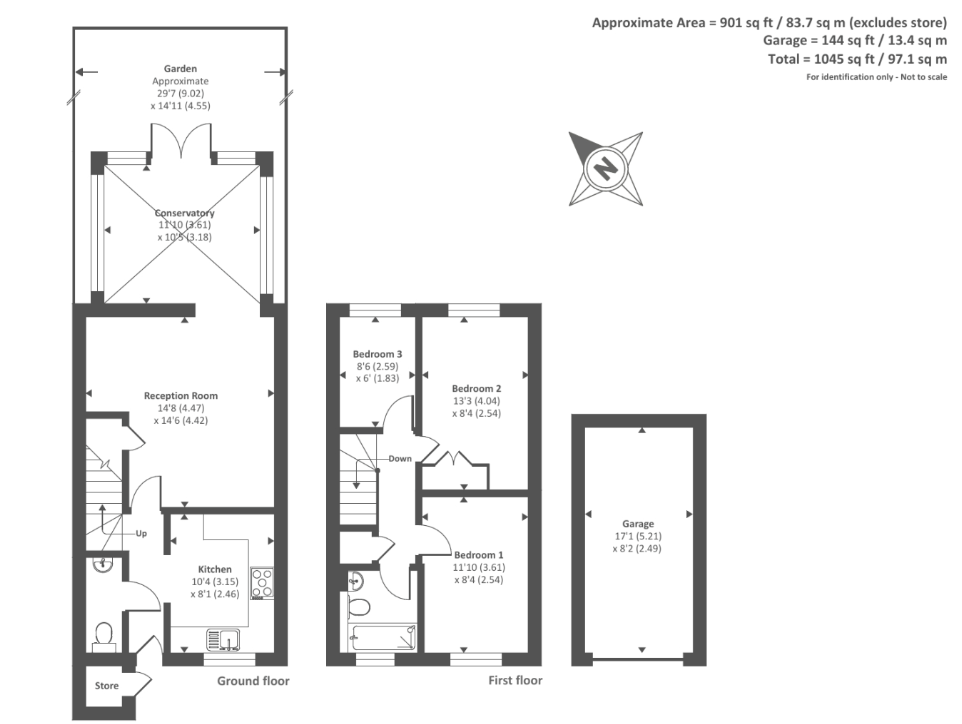 Approximate Area = 901 sq ft / 83.7 sq m (excludes store)
Garage = 144 sq ft / 13.4 sq m
Total = 1045 sq ft / 97.1 sq m
For identification only - Not to scale
N
Garden
Approximate
29'7 (9.02)
x 14'11 (4.55)
Conservatory
11'10 (3.61)
x 10'5 (3.18)
Reception Room
14'8 (4.47)
x 14'6 (4.42)
Up
Kitchen
10'4 (3.15)
x 8'1 (2.46)
Store
Ground floor
Bedroom 3
8'6 (2.59)
x 6' (1.83)
Bedroom 2
13'3 (4.04)
x 8'4 (2.54)
Down
Bedroom 1
11'10 (3.61)
x 8'4 (2.54)
First floor
Garage
17'1 (5.21)
x 8'2 (2.49)